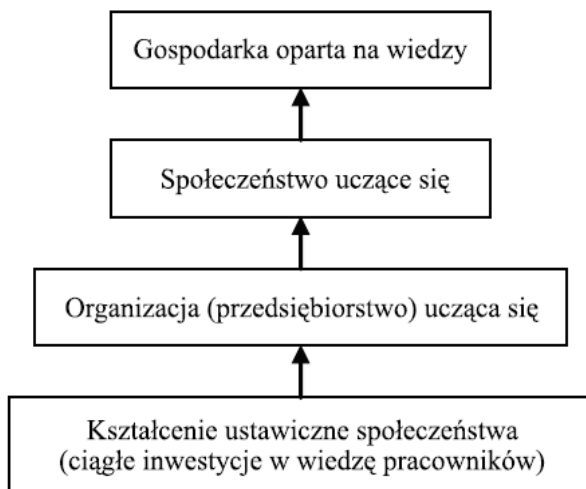 Gospodarka oparta na wiedzy
Społeczeństwo uczące się
Organizacja (przedsiębiorstwo) ucząca się
Kształcenie ustawiczne społeczeństwa
(ciągłe inwestycje w wiedzę pracowników)